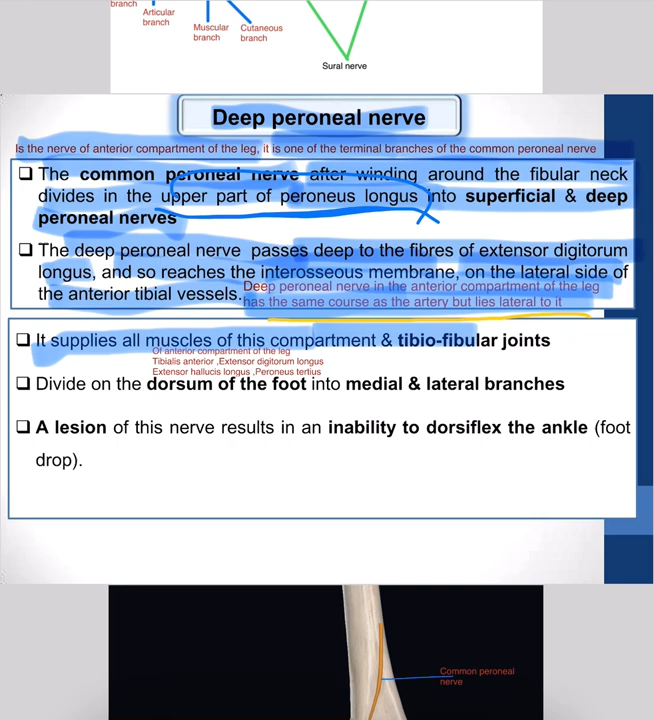 branch
Articular
branch
Muscular
branch
Cutaneous
branch
Sural nerve
Deep peroneal nerve
Is the nerve of anterior compartment of the leg, it is one of the terminal branches of the common peroneal nerve
The common peroneal nerve after winding around the fibular neck
divides in the upper part of peroneus longus into superficial & deep
peroneal nerves
The deep peroneal nerve passes deep to the fibres of extensor digitorum
longus, and so reaches the interosseous membrane, on the lateral side of
the anterior tibial vessels.
Deep peroneal nerve in the anterior compartment of the leg
has the same course as the artery but lies lateral to it
It supplies all muscles of this compartment & tibio-fibular joints
Of anterior compartment of the leg
Tibialis anterior ,Extensor digitorum longus
Extensor hallucis longus ,Peroneus tertius
Divide on the dorsum of the foot into medial & lateral branches
A lesion of this nerve results in an inability to dorsiflex the ankle (foot
drop).
Common peroneal
nerve